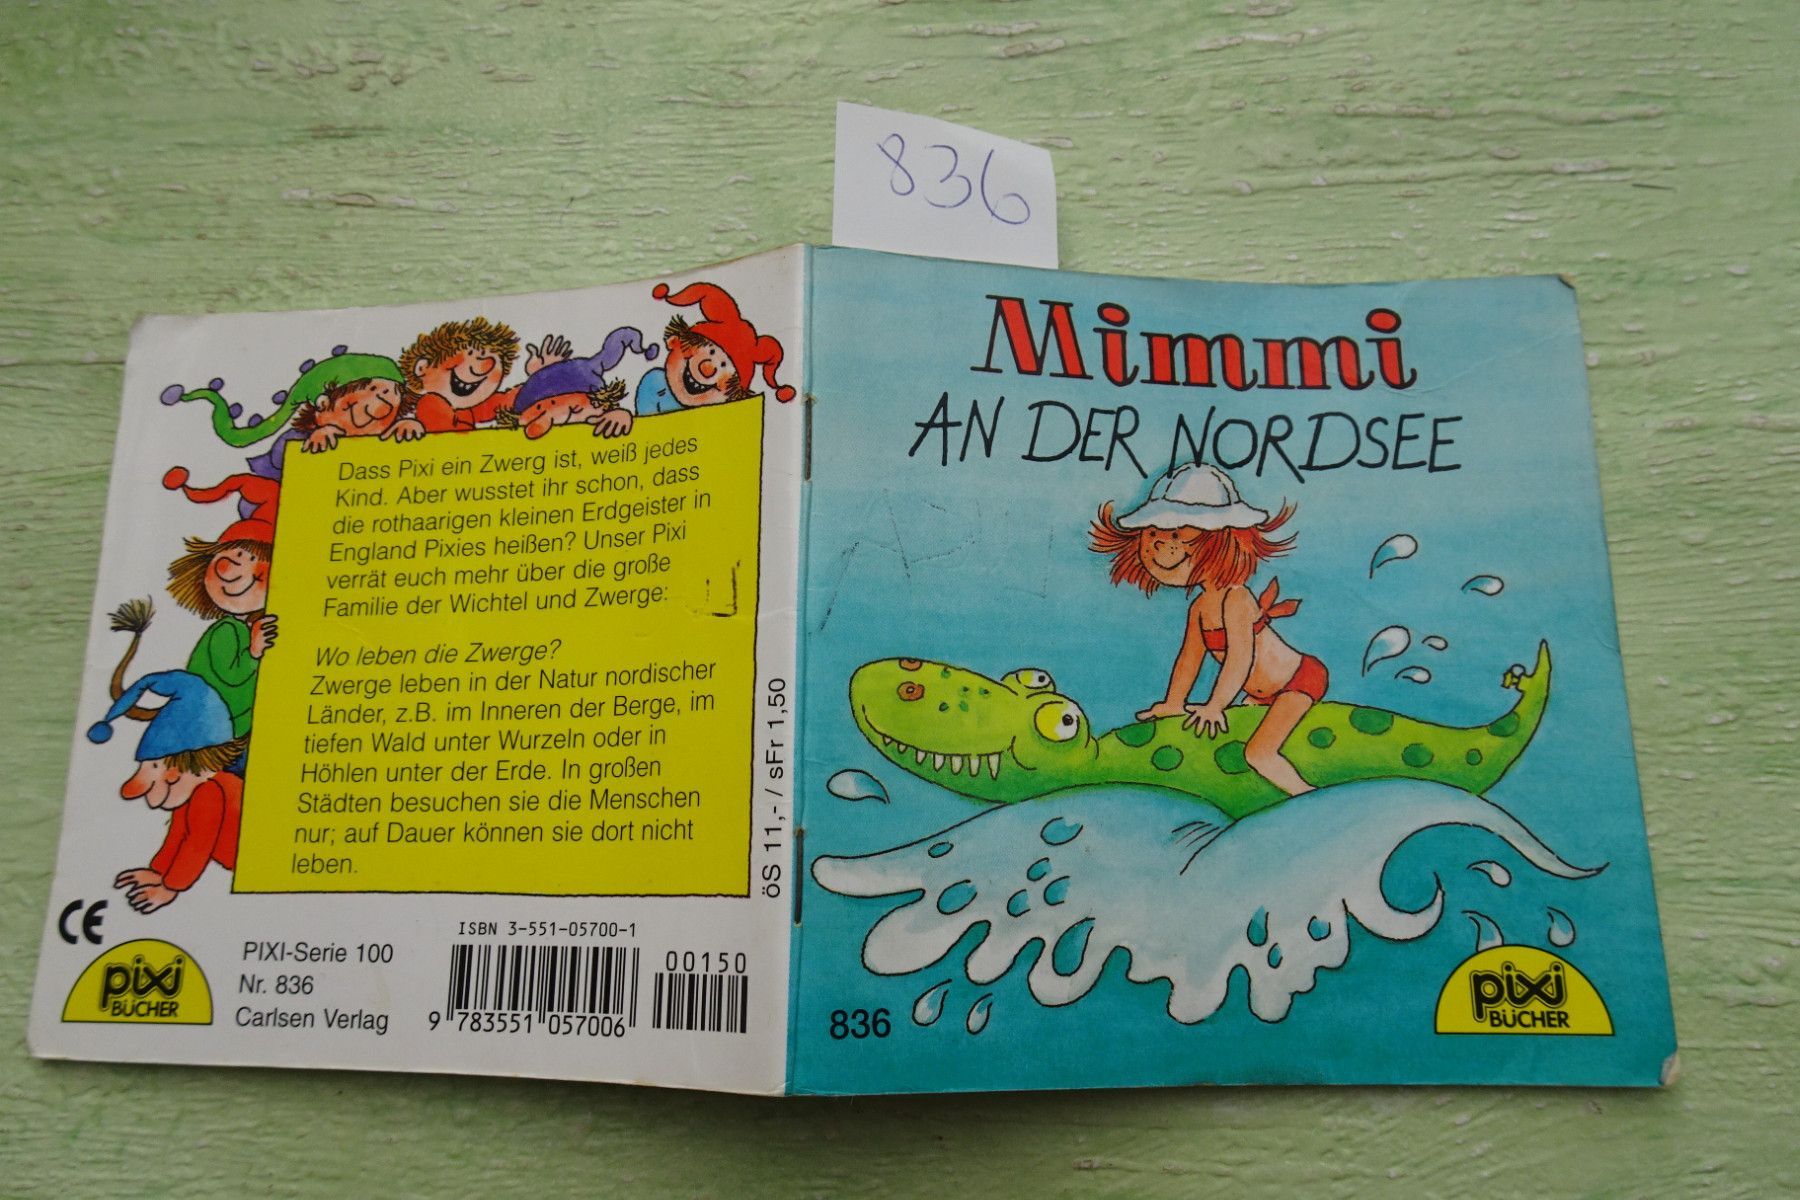 836
Dass Pixi ein Zwerg ist, weiß jedes
Kind. Aber wusstet ihr schon, dass
die rothaarigen kleinen Erdgeister in
England Pixies heißen? Unser Pixi
verrät euch mehr über die große
Familie der Wichtel und Zwerge:
Wo leben die Zwerge?
Zwerge leben in der Natur nordischer
Länder, z.B. im Inneren der Berge, im
tiefen Wald unter Wurzeln oder in
Höhlen unter der Erde. In großen
Städten besuchen sie die Menschen
nur; auf Dauer können sie dort nicht
leben.
öS 11,- / sFr 1,50
CE
pixi
BÜCHER
PIXI-Serie 100
Nr. 836
Carlsen Verlag
ISBN 3-551-05700-1
00150
9 783551 057006
Mimmi
AN DER NORDSEE
836
pixi
BÜCHER